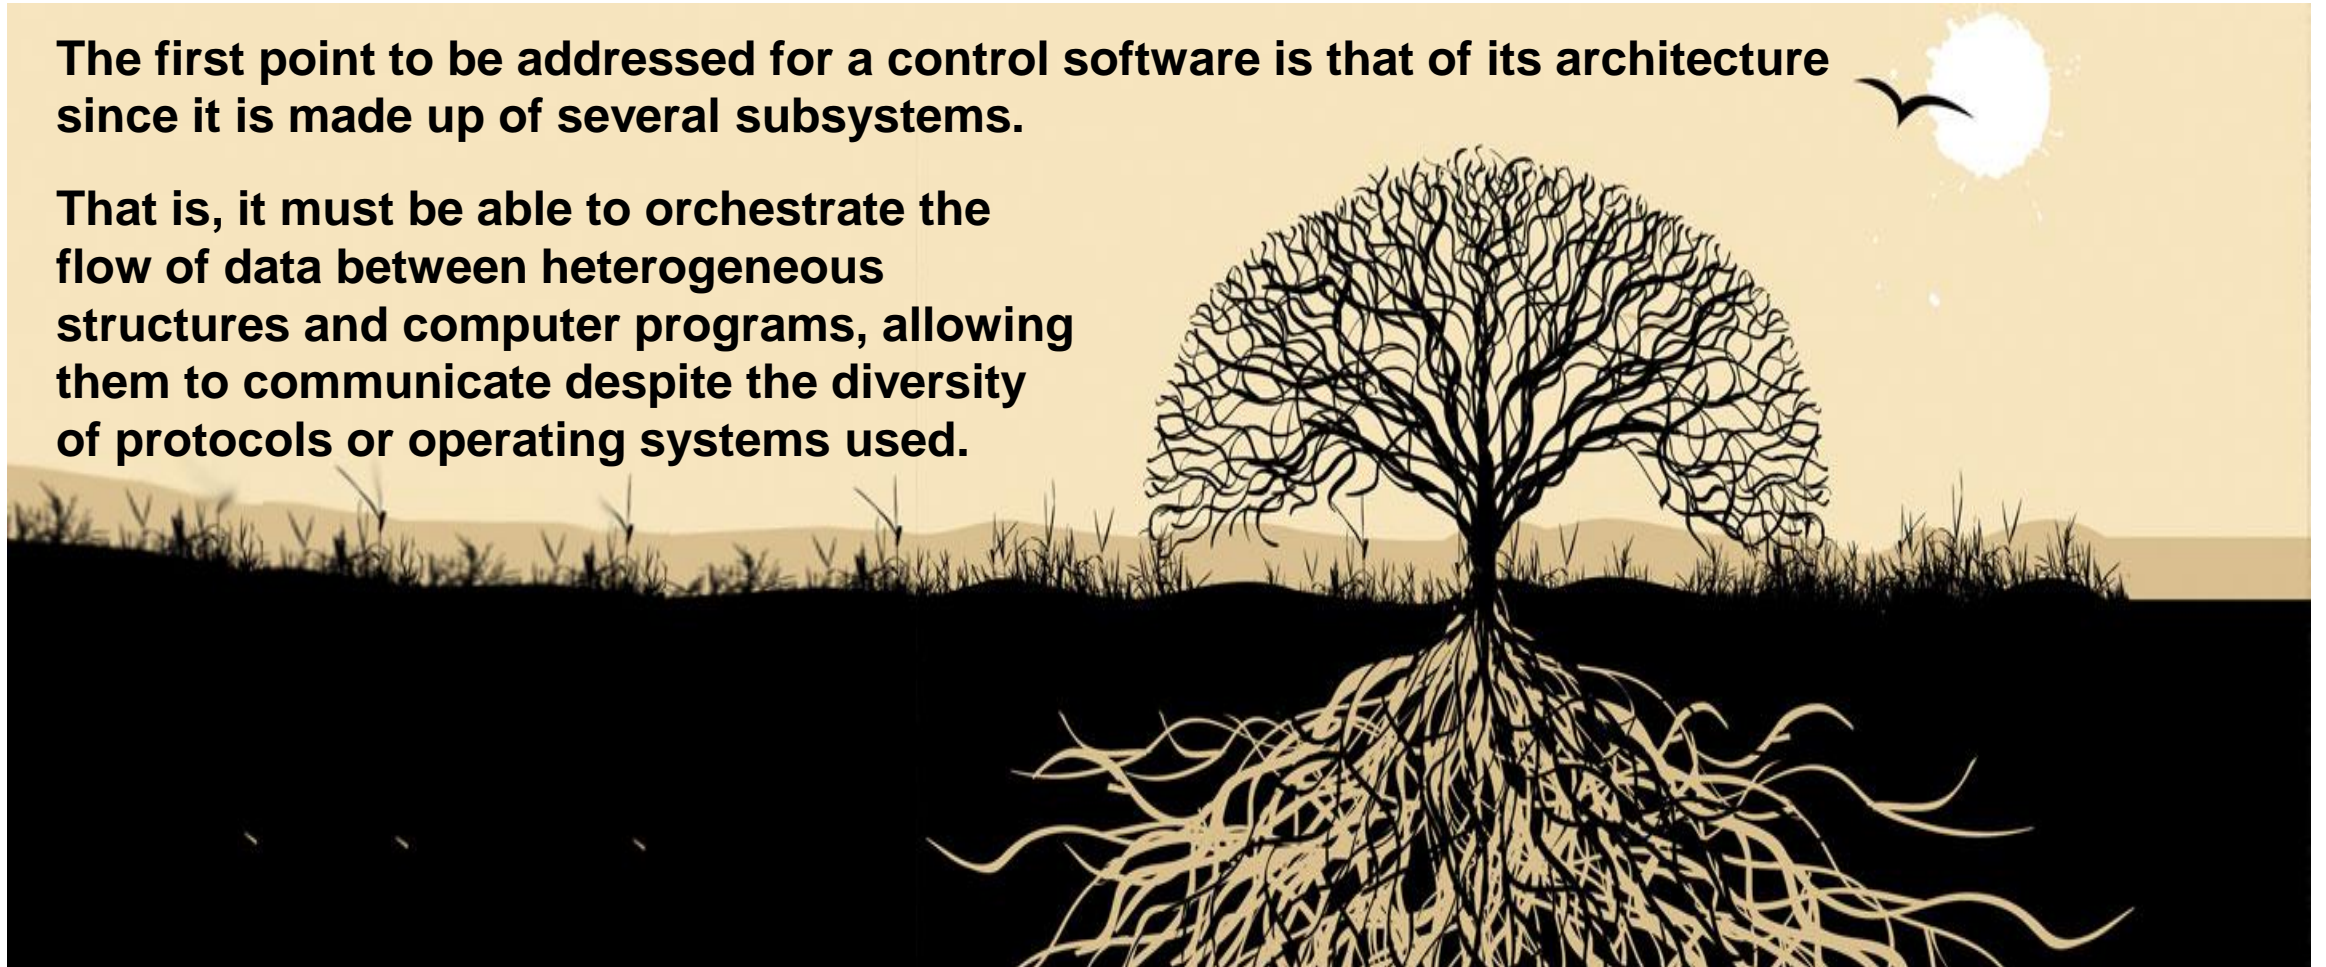 The first point to be addressed for a control software is that of its architecture
since it is made up of several subsystems.
That is, it must be able to orchestrate the
flow of data between heterogeneous
structures and computer programs, allowing
them to communicate despite the diversity
of protocols or operating systems used.